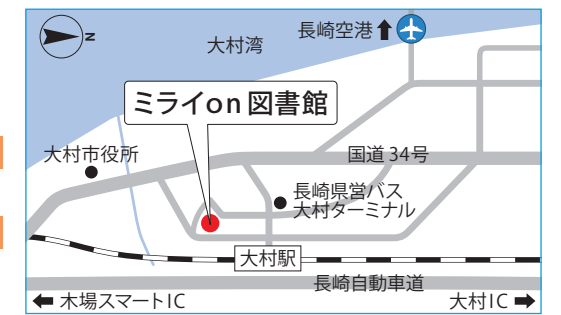 N
大村湾
長崎空港
ミライon図書館
大村市役所
国道34号
長崎県営バス
大村ターミナル
大村駅
長崎自動車道
木場スマートIC
大村IC